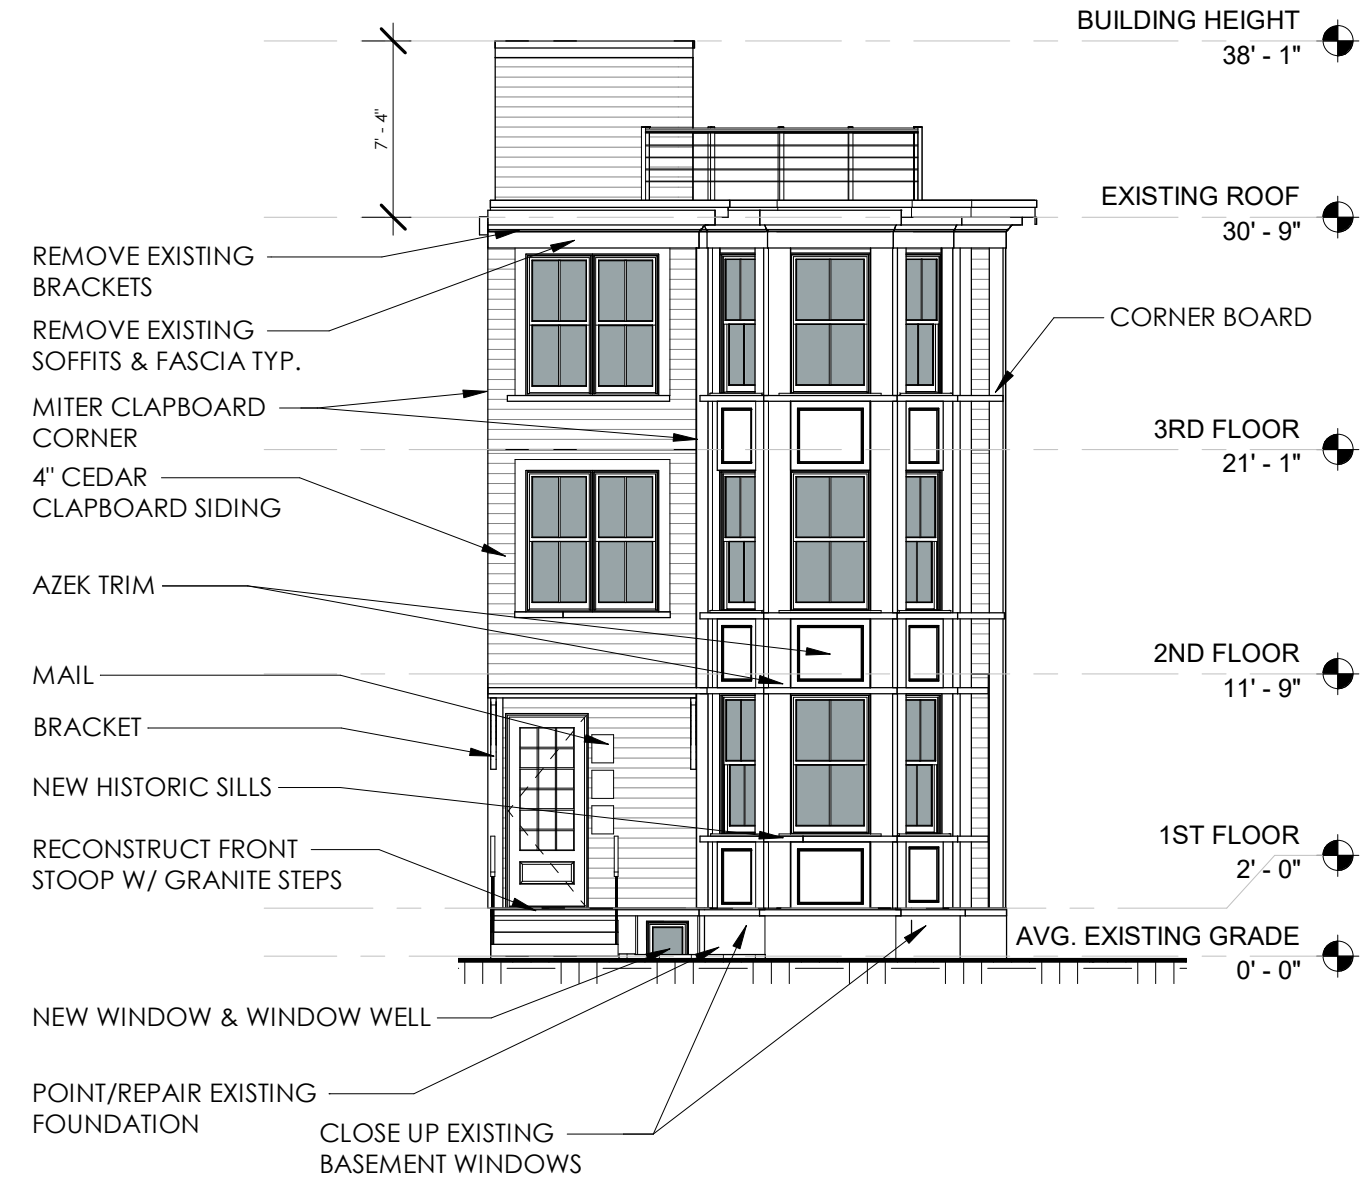 BUILDING HEIGHT
38' - 1"
7' - 4"
EXISTING ROOF
30' - 9"
REMOVE EXISTING
BRACKETS
REMOVE EXISTING
SOFFITS & FASCIA TYP.
CORNER BOARD
MITER CLAPBOARD
CORNER
3RD FLOOR
21' - 1"
4" CEDAR
CLAPBOARD SIDING
AZEK TRIM
2ND FLOOR
11' - 9"
MAIL
BRACKET
NEW HISTORIC SILLS
1ST FLOOR
2' - 0"
RECONSTRUCT FRONT
STOOP W/ GRANITE STEPS
AVG. EXISTING GRADE
0' - 0"
NEW WINDOW & WINDOW WELL
POINT/REPAIR EXISTING
FOUNDATION
CLOSE UP EXISTING
BASEMENT WINDOWS